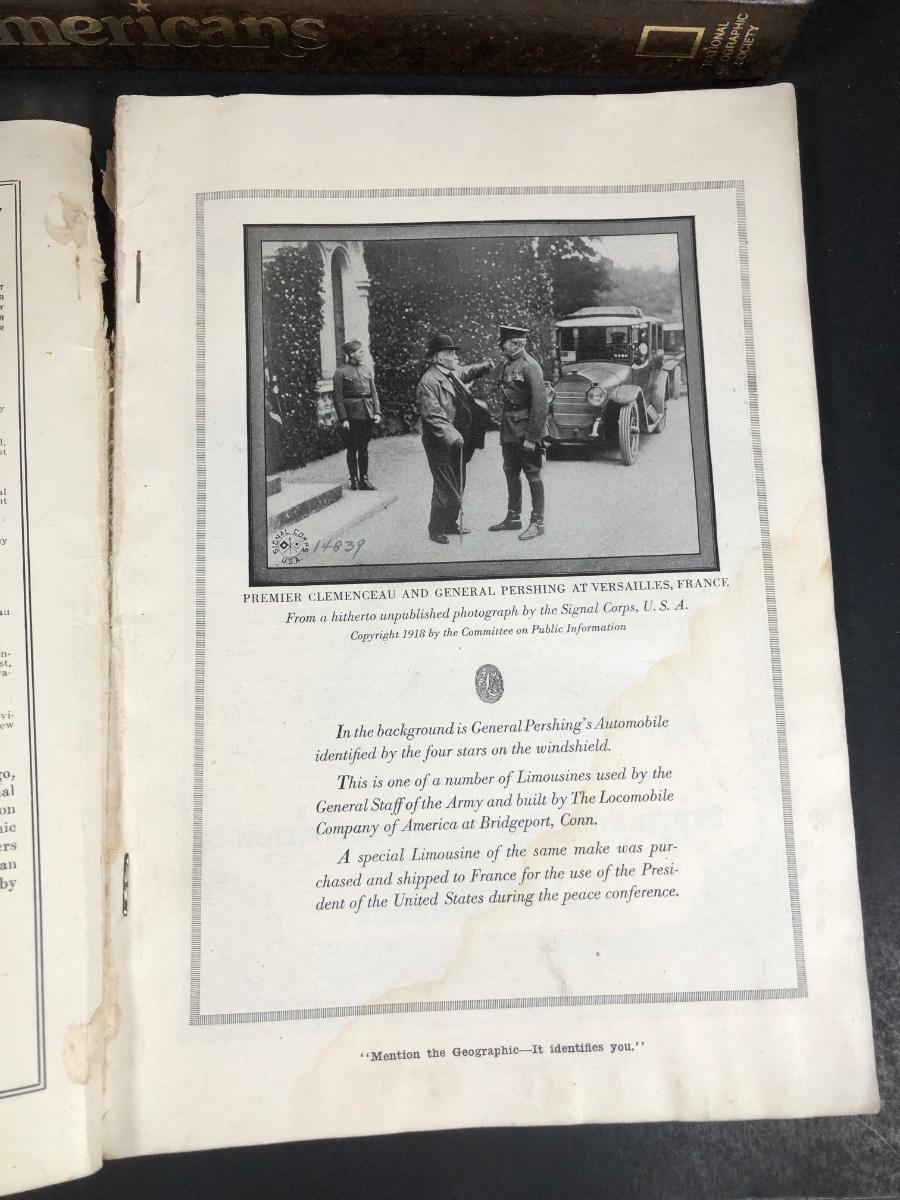 mericans
NATIONAL
GEOGRAPHIC
SOCIETY
SIGNAL CORPS
U.S.A.
14839
PREMIER CLEMENCEAU AND GENERAL PERSHING AT VERSAILLES, FRANCE
From a hitherto unpublished photograph by the Signal Corps, U. S. A.
Copyright 1918 by the Committee on Public Information
In the background is General Pershing's Automobile
identified by the four stars on the windshield.
This is one of a number of Limousines used by the
General Staff of the Army and built by The Locomobile
Company of America at Bridgeport, Conn.
A special Limousine of the same make was pur-
chased and shipped to France for the use of the Presi-
dent of the United States during the peace conference.
"Mention the Geographic—It identifies you."